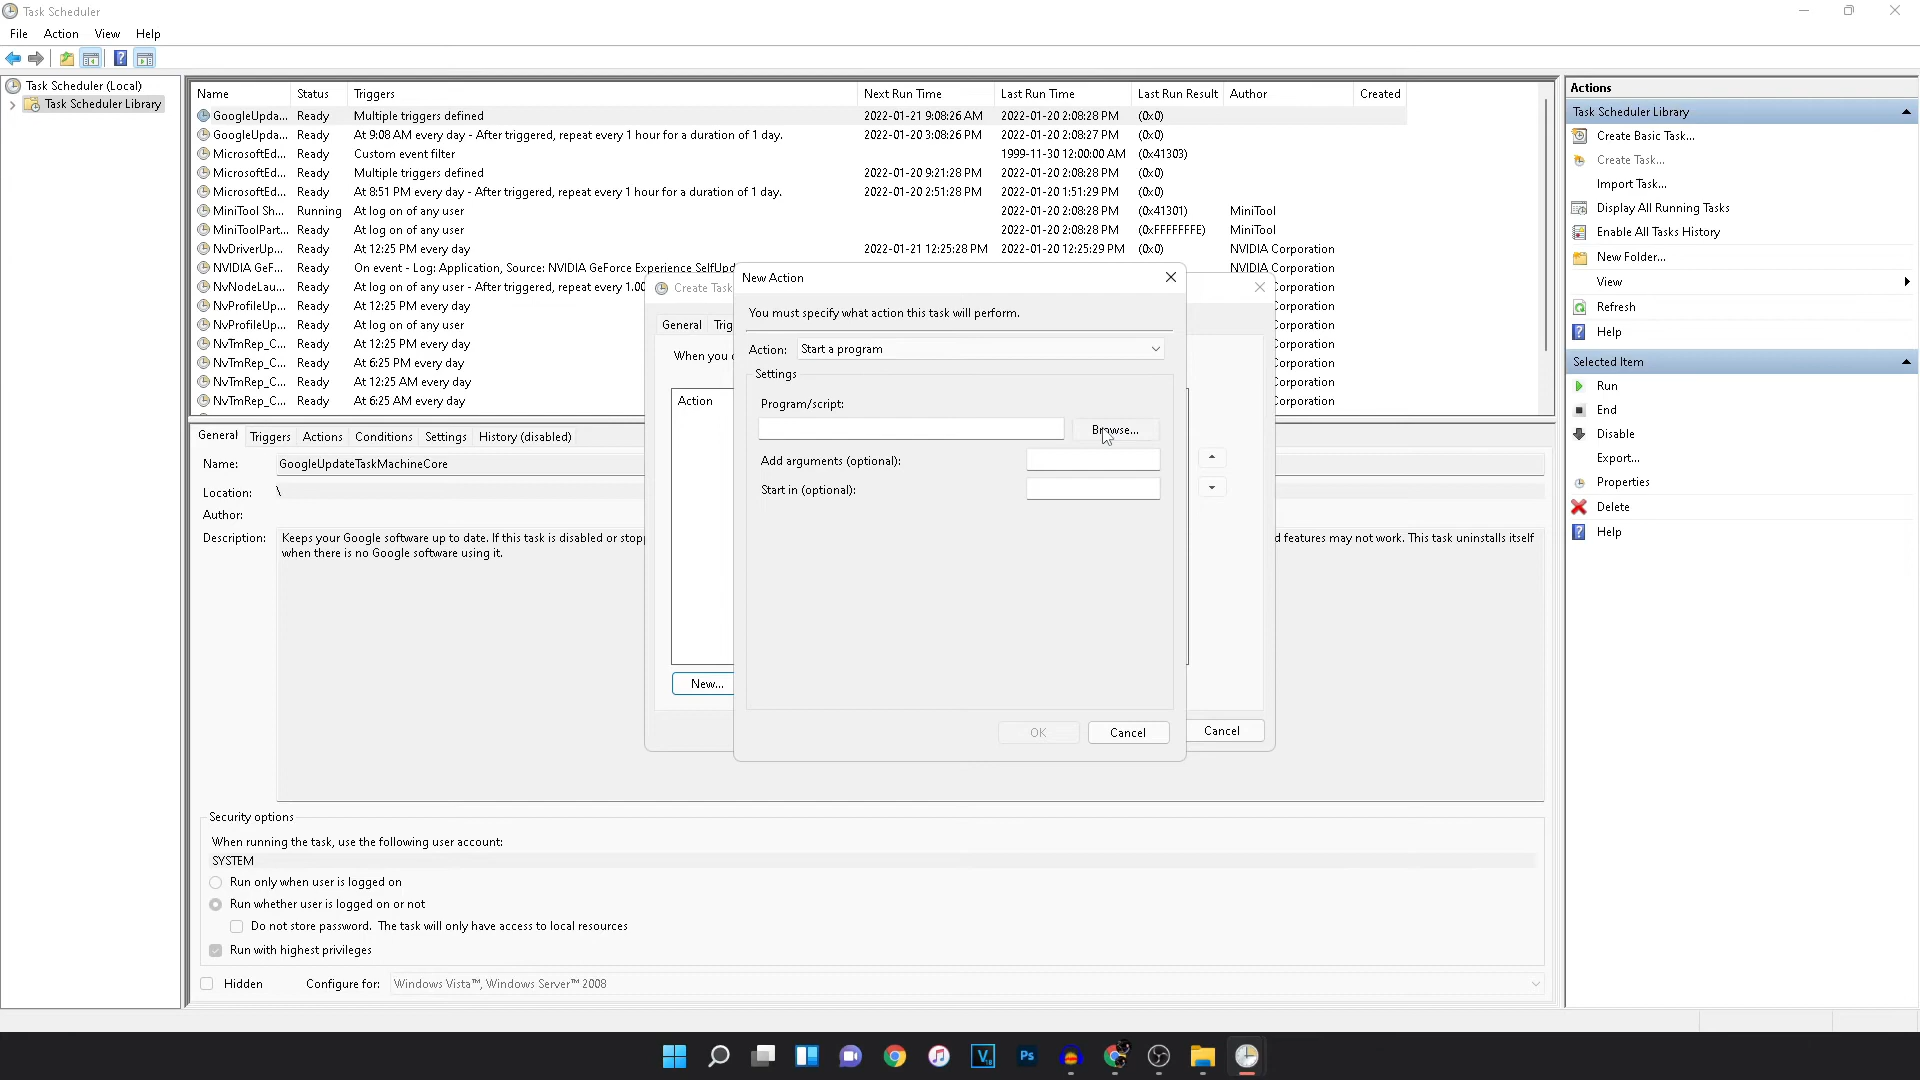 Task Scheduler
File Action View Help
Task Scheduler (Local)
Task Scheduler Library
Name Status Triggers Next Run Time Last Run Time Last Run Result Author Created
GoogleUpda... Ready Multiple triggers defined 2022-01-21 9:08:26 AM 2022-01-20 2:08:28 PM (0x0)
GoogleUpda... Ready At 9:08 AM every day - After triggered, repeat every 1 hour for a duration of 1 day. 2022-01-20 3:08:26 PM 2022-01-20 2:08:27 PM (0x0)
MicrosoftEd... Ready Custom event filter 1999-11-30 12:00:00 AM (0x41303)
MicrosoftEd... Ready Multiple triggers defined 2022-01-20 9:21:28 PM 2022-01-20 2:08:28 PM (0x0)
MicrosoftEd... Ready At 8:51 PM every day - After triggered, repeat every 1 hour for a duration of 1 day. 2022-01-20 2:51:28 PM 2022-01-20 1:51:29 PM (0x0)
MiniTool Sh... Running At log on of any user 2022-01-20 2:08:28 PM (0x41301) MiniTool
MiniToolPart... Ready At log on of any user 2022-01-20 2:08:28 PM (0xFFFFFFFE) MiniTool
NvDriverUp... Ready At 12:25 PM every day 2022-01-21 12:25:28 PM 2022-01-20 12:25:29 PM (0x0) NVIDIA Corporation
NVIDIA GeF... Ready On event - Log: Application, Source: NVIDIA GeForce Experience SelfUpd NVIDIA Corporation
NvNodeLau... Ready At log on of any user - After triggered, repeat every 1.00 Corporation
NvProfileUp... Ready At 12:25 PM every day Corporation
NvProfileUp... Ready At log on of any user Corporation
NvTmRep_C... Ready At 12:25 PM every day Corporation
NvTmRep_C... Ready At 6:25 PM every day Corporation
NvTmRep_C... Ready At 12:25 AM every day Corporation
NvTmRep_C... Ready At 6:25 AM every day Corporation
General Triggers Actions Conditions Settings History (disabled)
Name: GoogleUpdateTaskMachineCore
Location: \
Author:
Description: Keeps your Google software up to date. If this task is disabled or stopp d features may not work. This task uninstalls itself
when there is no Google software using it.
Security options
When running the task, use the following user account:
SYSTEM
Run only when user is logged on
Run whether user is logged on or not
Do not store password. The task will only have access to local resources
Run with highest privileges
Hidden Configure for: Windows Vista™, Windows Server™ 2008
Create Task
General Trig
When you c
Action
New...
Cancel
New Action
You must specify what action this task will perform.
Action: Start a program
Settings
Program/script:
Browse...
Add arguments (optional):
Start in (optional):
OK Cancel
Actions
Task Scheduler Library
Create Basic Task...
Create Task...
Import Task...
Display All Running Tasks
Enable All Tasks History
New Folder...
View
Refresh
Help
Selected Item
Run
End
Disable
Export...
Properties
Delete
Help
Ps